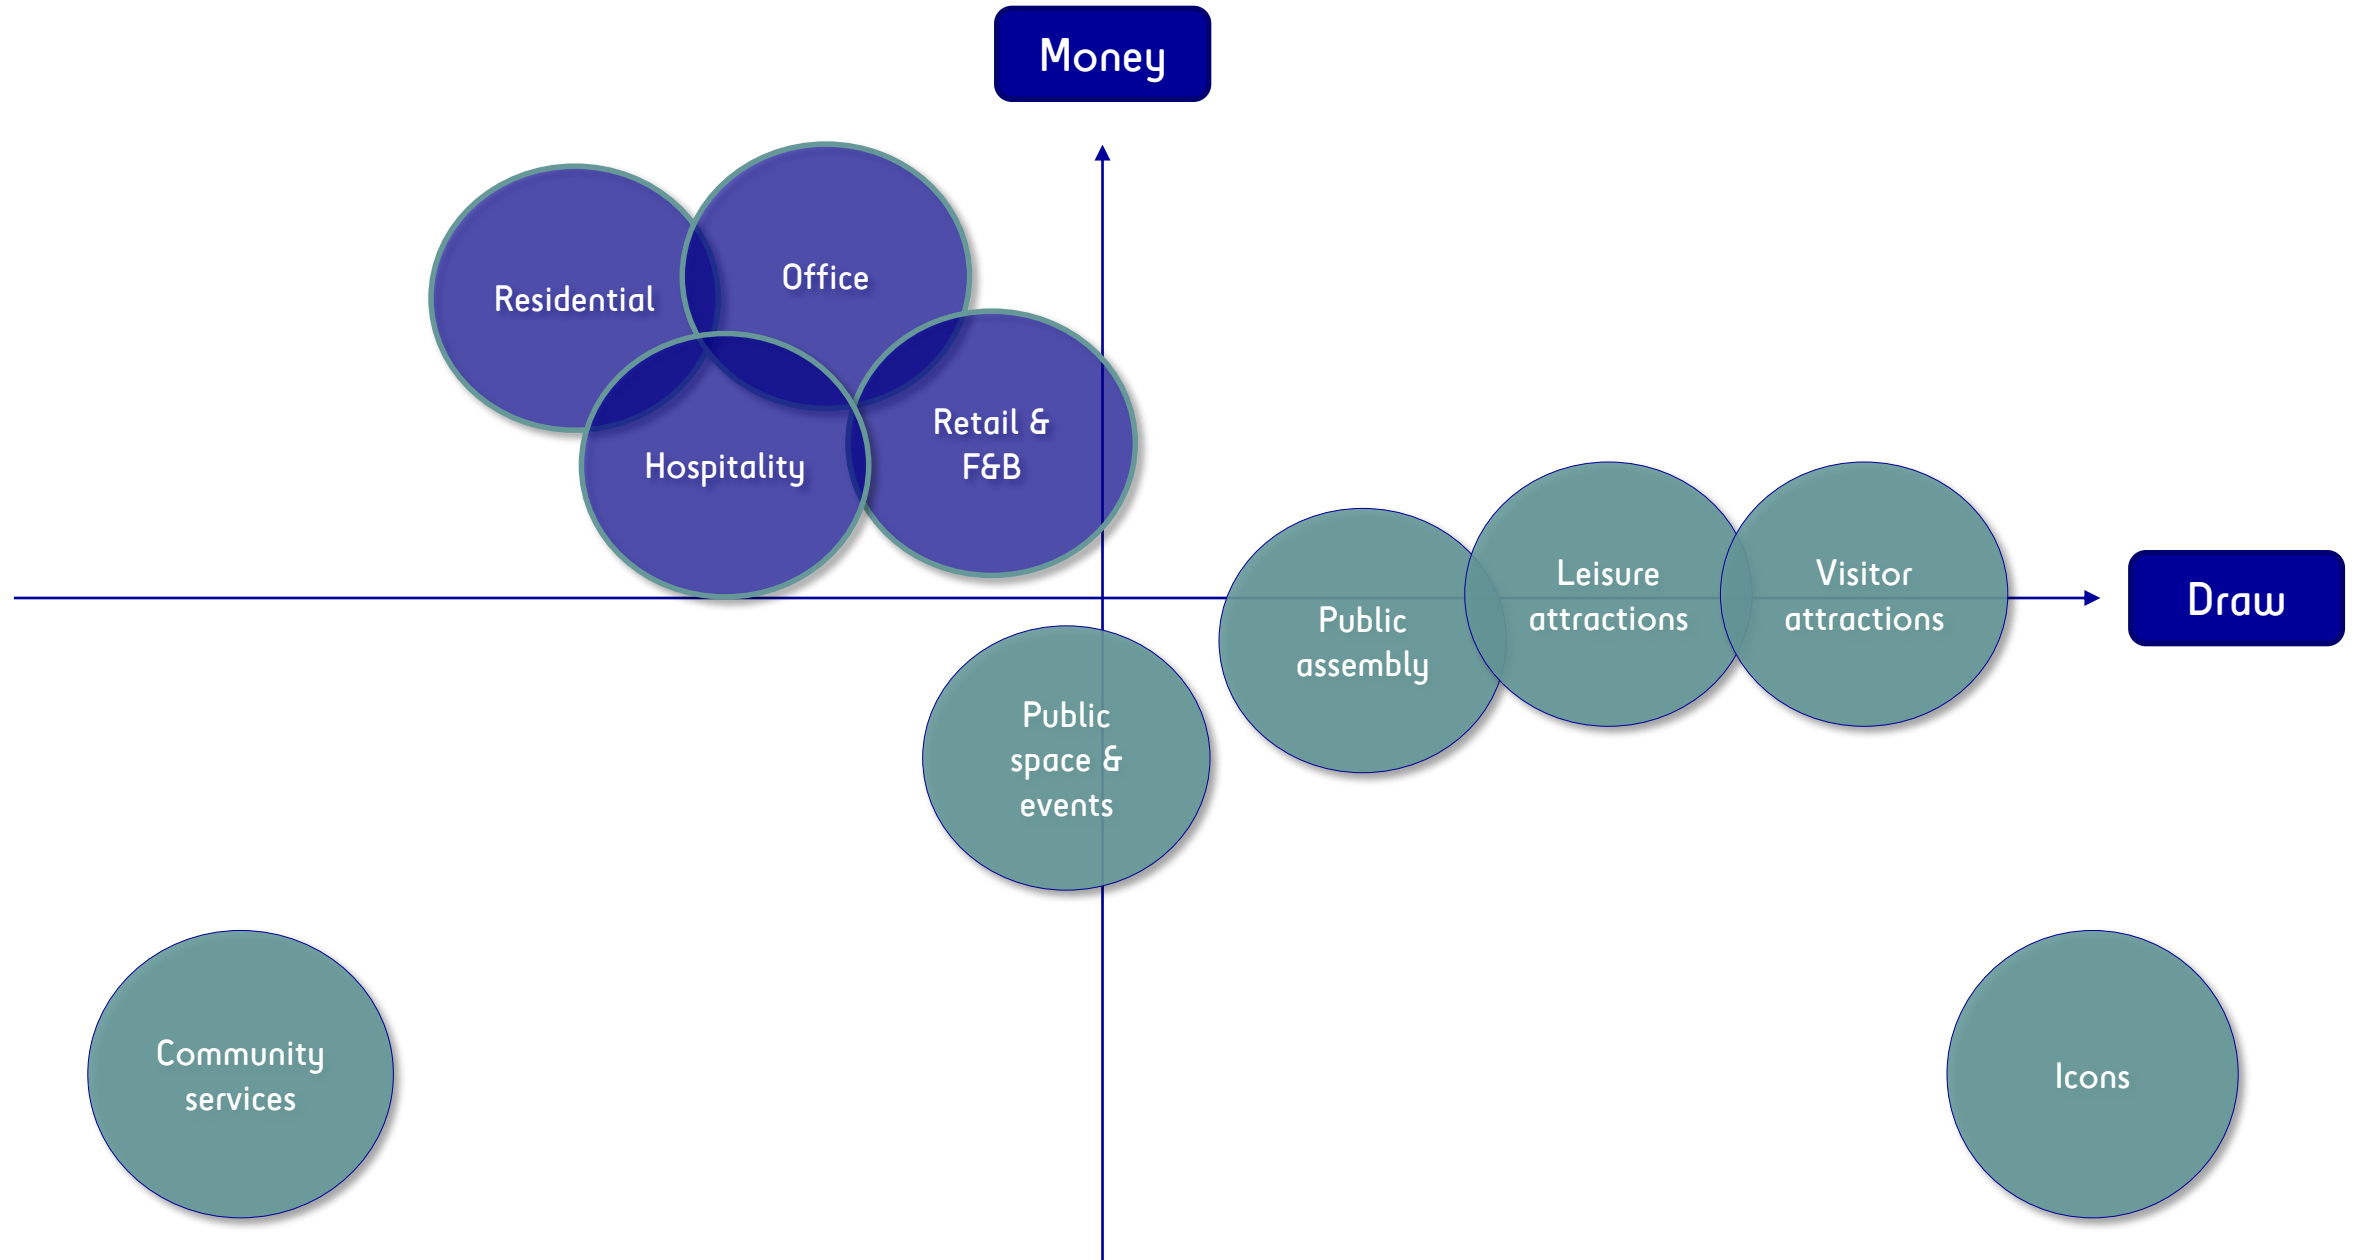 Money
Residential
Office
Hospitality
Retail &
F&B
Draw
Public
assembly
Leisure
attractions
Visitor
attractions
Public
space &
events
Community
services
Icons